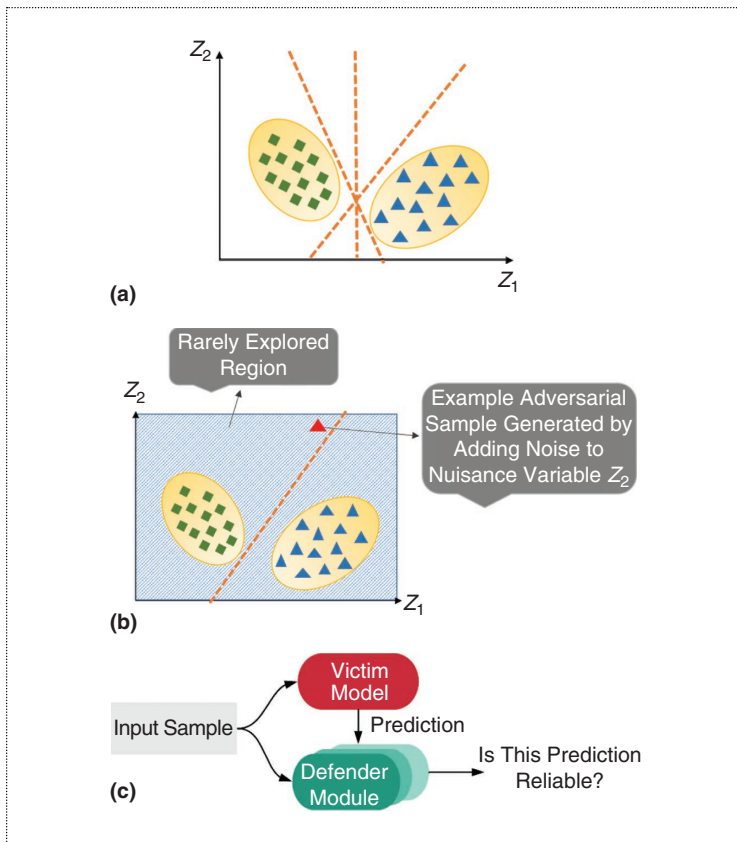 Z2
Z1
(a)
Rarely Explored
Region
Z2
Example Adversarial
Sample Generated by
Adding Noise to
Nuisance Variable Z2
Z1
(b)
Victim
Model
Input Sample
Prediction
Defender
Module
Is This Prediction
Reliable?
(c)